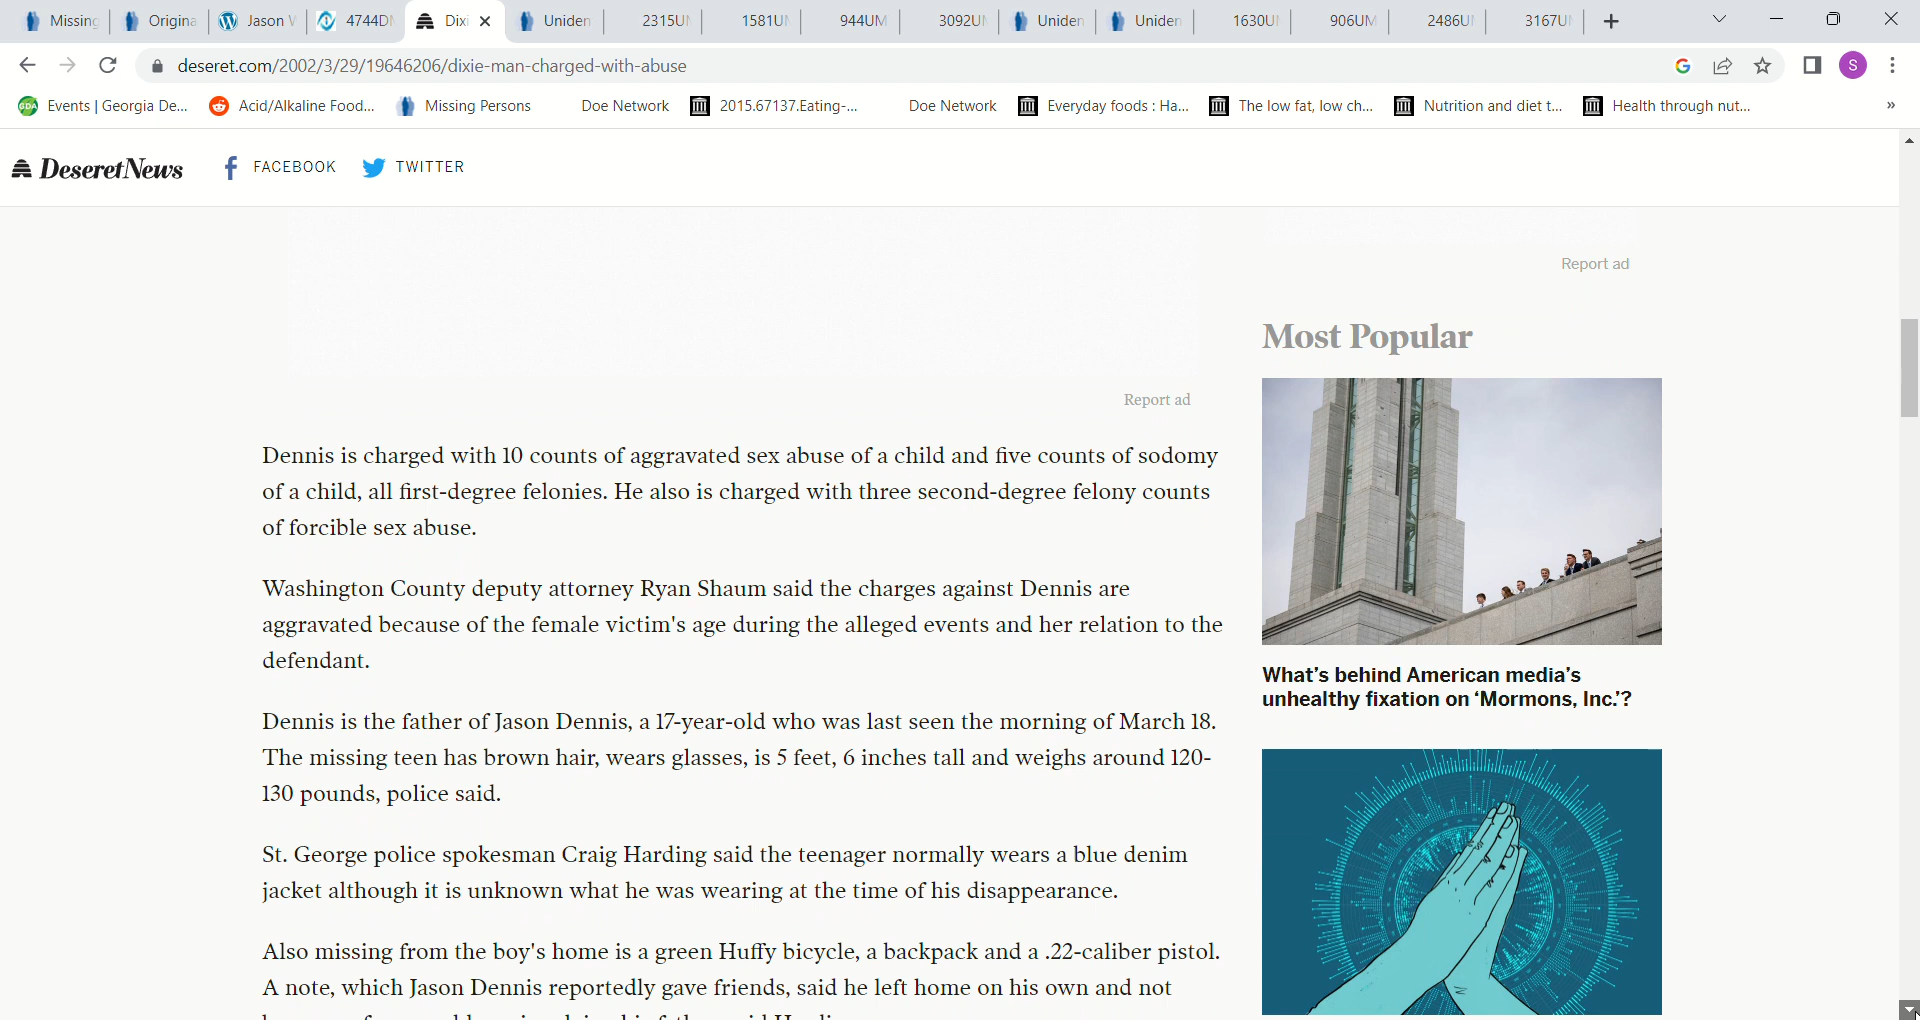 Missing
Origina
Jason
4744D
Dixi
Uniden
2315U
1581U
944UM
3092U
Uniden
Uniden
1630U
906UM
2486U
3167U
deseret.com/2002/3/29/19646206/dixie-man-charged-with-abuse
S
GDA Events | Georgia De...
Acid/Alkaline Food...
Missing Persons
Doe Network
2015.67137.Eating-...
Doe Network
Everyday foods : Ha...
The low fat, low ch...
Nutrition and diet t...
Health through nut...
»
Deseret News
FACEBOOK
TWITTER
Report ad
Most Popular
Report ad
Dennis is charged with 10 counts of aggravated sex abuse of a child and five counts of sodomy
of a child, all first-degree felonies. He also is charged with three second-degree felony counts
of forcible sex abuse.
Washington County deputy attorney Ryan Shaum said the charges against Dennis are
aggravated because of the female victim's age during the alleged events and her relation to the
defendant.
Dennis is the father of Jason Dennis, a 17-year-old who was last seen the morning of March 18.
The missing teen has brown hair, wears glasses, is 5 feet, 6 inches tall and weighs around 120-
130 pounds, police said.
St. George police spokesman Craig Harding said the teenager normally wears a blue denim
jacket although it is unknown what he was wearing at the time of his disappearance.
Also missing from the boy's home is a green Huffy bicycle, a backpack and a .22-caliber pistol.
A note, which Jason Dennis reportedly gave friends, said he left home on his own and not
What's behind American media's
unhealthy fixation on ‘Mormons, Inc.’?